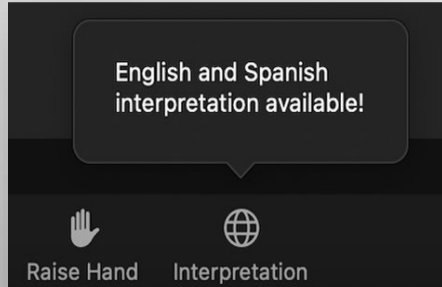 English and Spanish
interpretation available!
Raise Hand
Interpretation